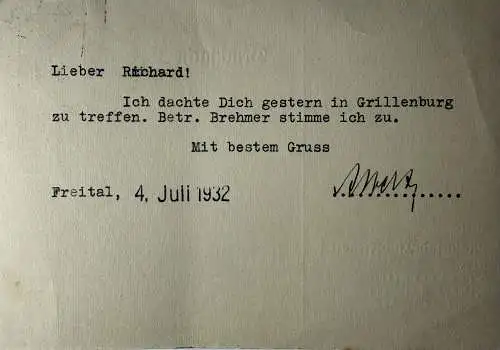 Lieber Richard!
Ich dachte Dich gestern in Grillenburg
zu treffen. Betr. Brehmer stimme ich zu.
Mit bestem Gruss
Freital, 4. Juli 1932